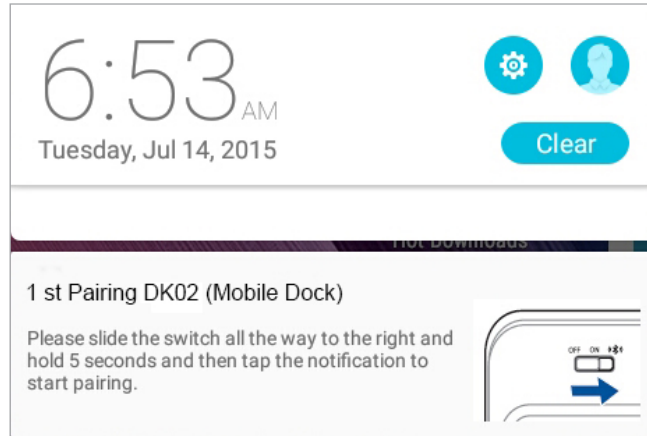 6:53 AM
Tuesday, Jul 14, 2015
Clear
Hot Downloads
1 st Pairing DK02 (Mobile Dock)
Please slide the switch all the way to the right and
hold 5 seconds and then tap the notification to
start pairing.
OFF ON